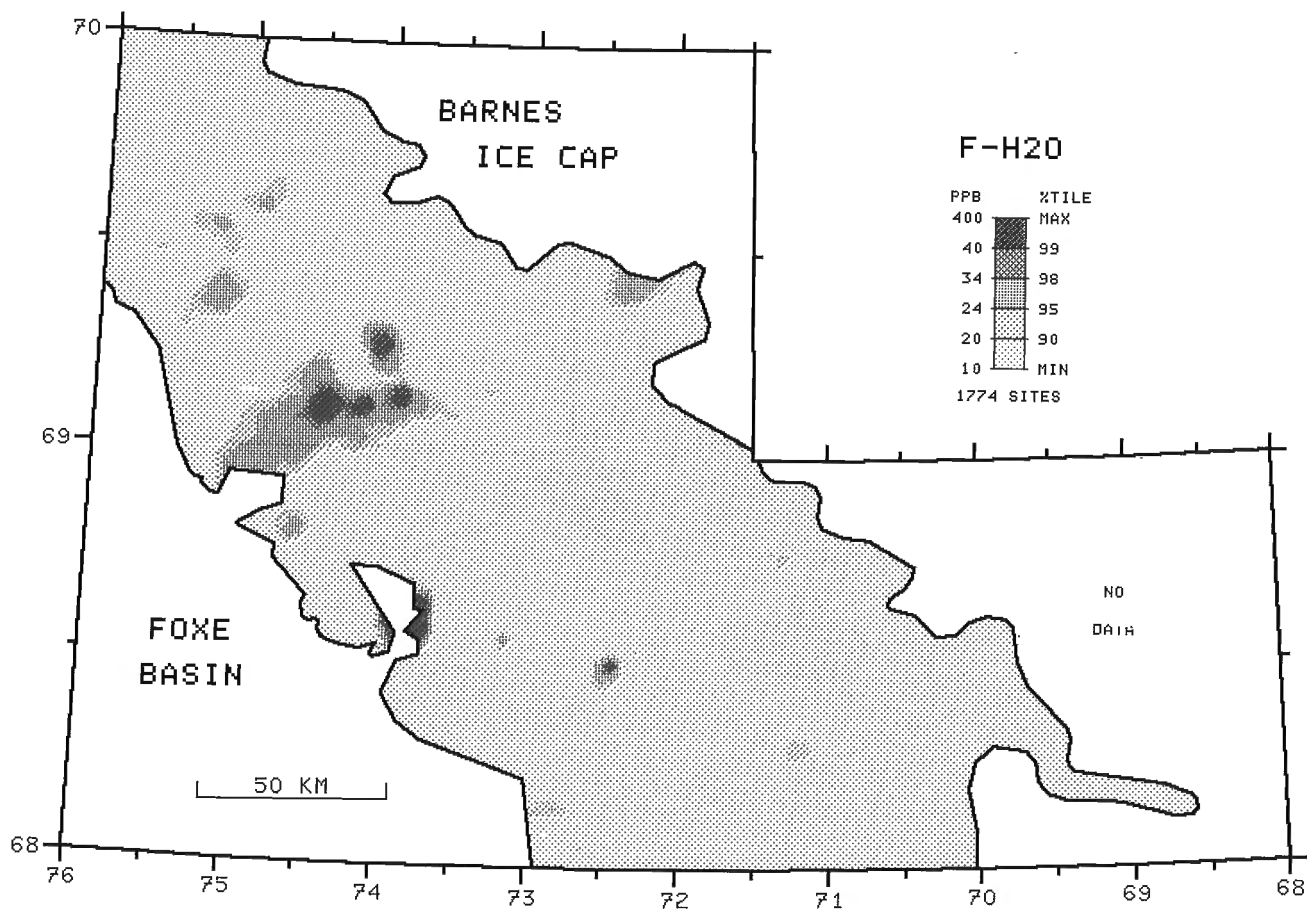 70
BARNES
ICE CAP
F-H2O
PPB %TILE
400 MAX
40 99
34 98
24 95
20 90
10 MIN
1774 SITES
69
NO
DATA
FOXE
BASIN
50 KM
68
76 75 74 73 72 71 70 69 68